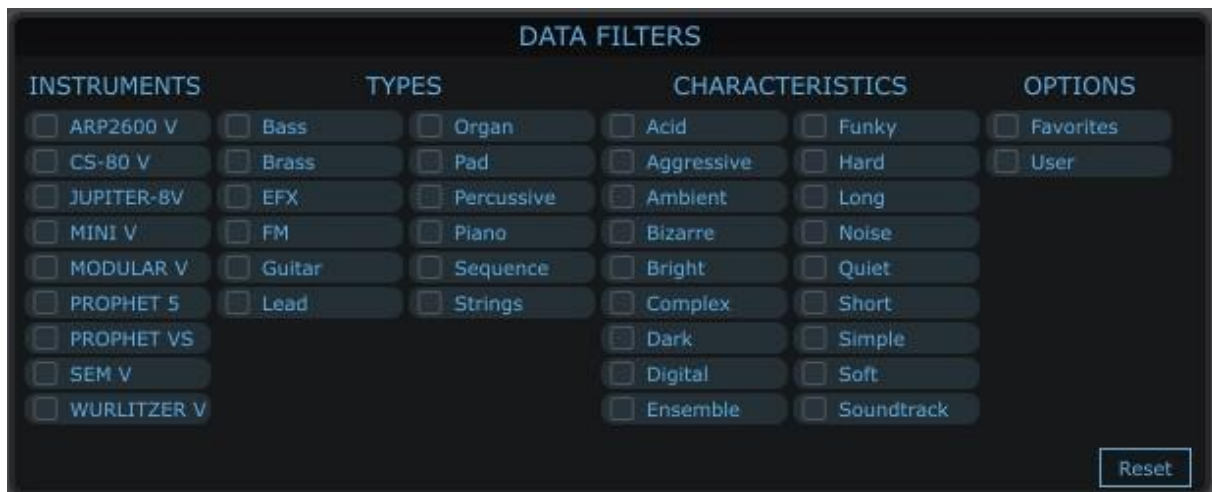 DATA FILTERS
INSTRUMENTS TYPES CHARACTERISTICS OPTIONS
ARP2600 V Bass Organ Acid Funky Favorites
CS-80 V Brass Pad Aggressive Hard User
JUPITER-8V EFX Percussive Ambient Long
MINI V FM Piano Bizarre Noise
MODULAR V Guitar Sequence Bright Quiet
PROPHET 5 Lead Strings Complex Short
PROPHET VS Dark Simple
SEM V Digital Soft
WURLITZER V Ensemble Soundtrack
Reset